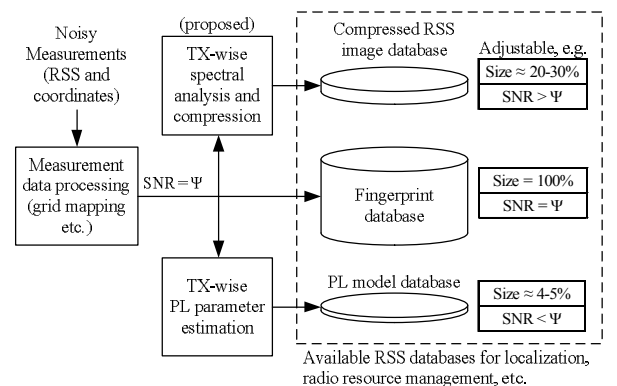 Noisy
Measurements
(RSS and
coordinates)
Measurement
data processing
(grid mapping
etc.)
SNR = Ψ
(proposed)
TX-wise
spectral
analysis and
compression
TX-wise
PL parameter
estimation
Compressed RSS
image database
Adjustable, e.g.
Size ≈ 20-30%
SNR > Ψ
Fingerprint
database
Size = 100%
SNR = Ψ
PL model database
Size ≈ 4-5%
SNR < Ψ
Available RSS databases for localization,
radio resource management, etc.